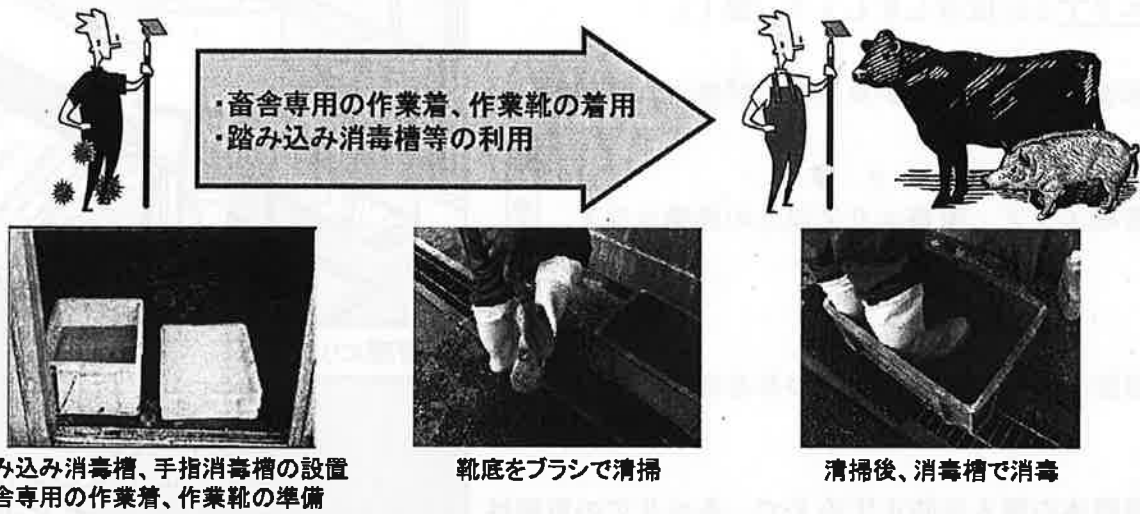 ・畜舎専用の作業着、作業靴の着用
・踏み込み消毒槽等の利用
み込み消毒槽、手指消毒槽の設置
舎専用の作業着、作業靴の準備
靴底をブラシで清掃
清掃後、消毒槽で消毒